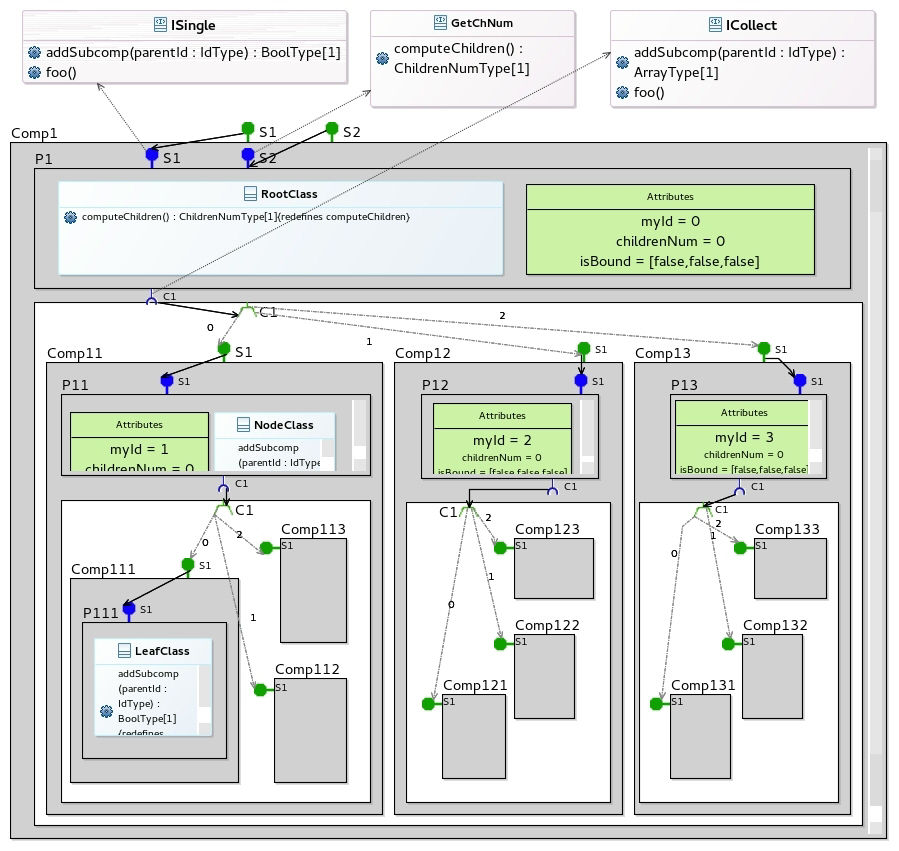 ISingle
addSubcomp(parentId : IdType) : BoolType[1]
foo()
GetChNum
computeChildren() :
ChildrenNumType[1]
ICollect
addSubcomp(parentId : IdType) :
ArrayType[1]
foo()
Comp1
S1
S2
P1
S1
S2
RootClass
computeChildren() : ChildrenNumType[1]{redefines computeChildren}
Attributes
myId = 0
childrenNum = 0
isBound = [false,false,false]
C1
C1
0
1
2
Comp11
S1
Comp12
S1
Comp13
S1
P11
S1
P12
S1
P13
S1
Attributes
myId = 1
childrenNum = 0
NodeClass
addSubcomp
(parentId : IdType
Attributes
myId = 2
childrenNum = 0
isBound = [false,false,false]
Attributes
myId = 3
childrenNum = 0
isBound = [false,false,false]
C1
C1
C1
C1
0
2
1
Comp113
S1
Comp111
S1
P111
S1
LeafClass
addSubcomp
(parentId :
IdType) :
BoolType[1]
{redefines
Comp112
S1
C1
2
1
0
Comp123
S1
Comp122
S1
Comp121
S1
C1
2
1
0
Comp133
S1
Comp132
S1
Comp131
S1